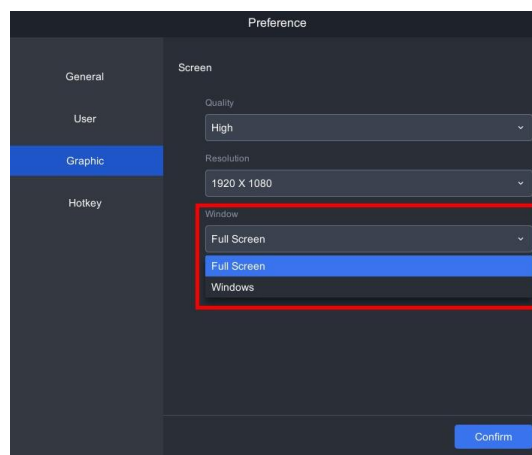 Preference
General
User
Graphic
Hotkey
Screen
Quality
High
Resolution
1920 X 1080
Window
Full Screen
Full Screen
Windows
Confirm